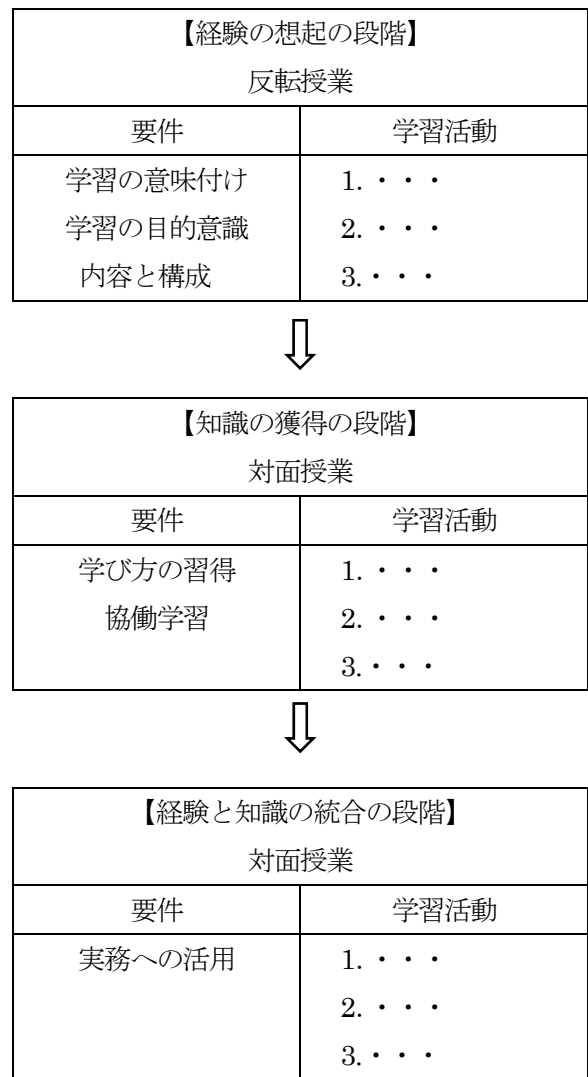 【経験の想起の段階】
反転授業
要件 学習活動
学習の意味付け 1. ・・・
学習の目的意識 2. ・・・
内容と構成 3.・・・
【知識の獲得の段階】
対面授業
要件 学習活動
学び方の習得 1. ・・・
協働学習 2. ・・・
3.・・・
【経験と知識の統合の段階】
対面授業
要件 学習活動
実務への活用 1. ・・・
2. ・・・
3.・・・